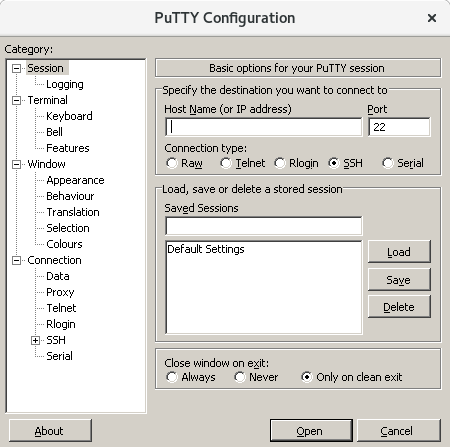 PuTTY Configuration
Category:
Session
Logging
Terminal
Keyboard
Bell
Features
Window
Appearance
Behaviour
Translation
Selection
Colours
Connection
Data
Proxy
Telnet
Rlogin
SSH
Serial
Basic options for your PuTTY session
Specify the destination you want to connect to
Host Name (or IP address) Port
22
Connection type:
Raw Telnet Rlogin SSH Serial
Load, save or delete a stored session
Saved Sessions
Default Settings
Load
Save
Delete
Close window on exit:
Always Never Only on clean exit
About Open Cancel